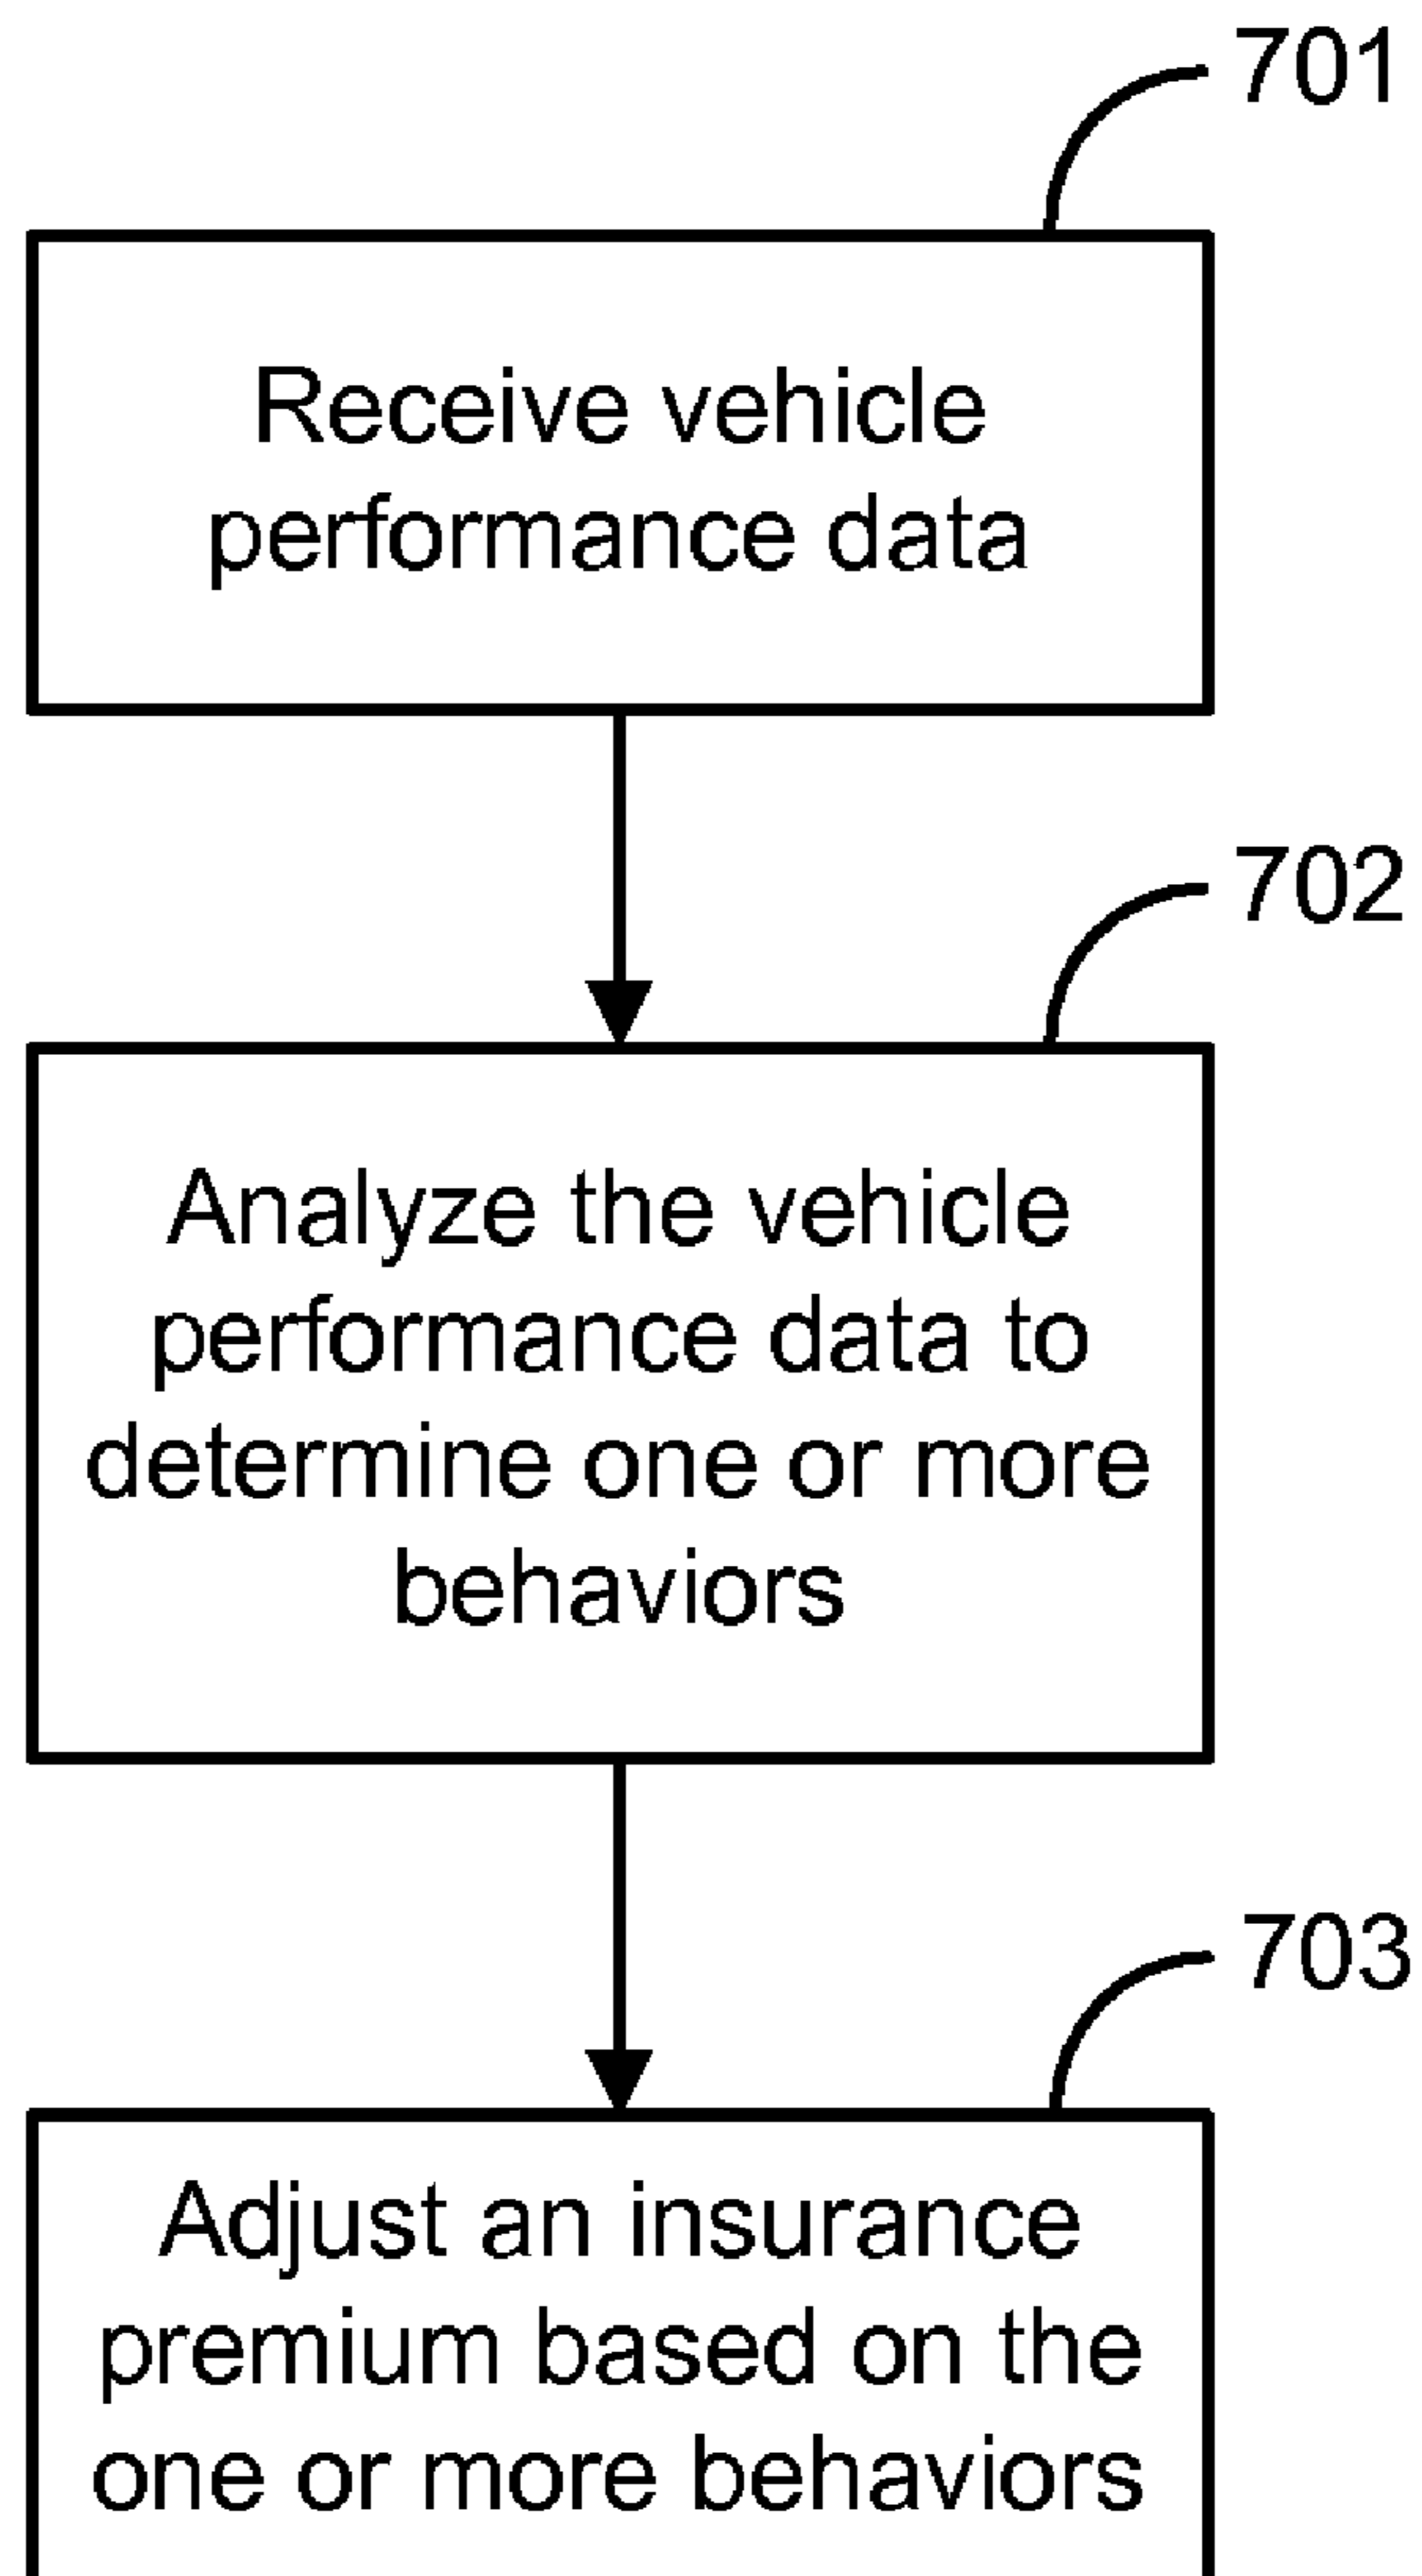 701
Receive vehicle
performance data
702
Analyze the vehicle
performance data to
determine one or more
behaviors
703
Adjust an insurance
premium based on the
one or more behaviors